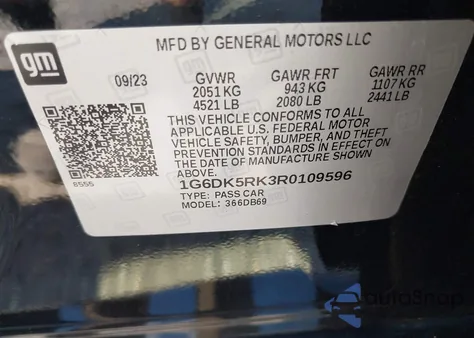 gm
MFD BY GENERAL MOTORS LLC
09/23 GVWR GAWR FRT GAWR RR
2051 KG 943 KG 1107 KG
4521 LB 2080 LB 2441 LB
THIS VEHICLE CONFORMS TO ALL
APPLICABLE U.S. FEDERAL MOTOR
VEHICLE SAFETY, BUMPER, AND THEFT
PREVENTION STANDARDS IN EFFECT ON
THE DATE OF MANUFACTURE SHOWN
ABOVE.
1G6DK5RK3R0109596
TYPE: PASS CAR
MODEL: 366DB69